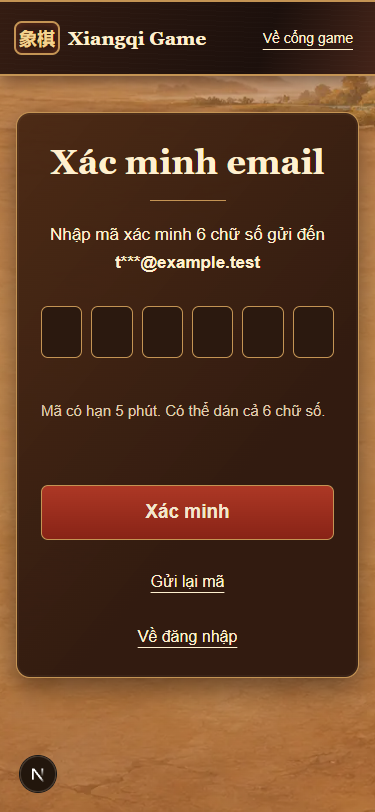 象棋 Xiangqi Game Về cổng game
Xác minh email
Nhập mã xác minh 6 chữ số gửi đến
t***@example.test
Mã có hạn 5 phút. Có thể dán cả 6 chữ số.
Xác minh
Gửi lại mã
Về đăng nhập
N